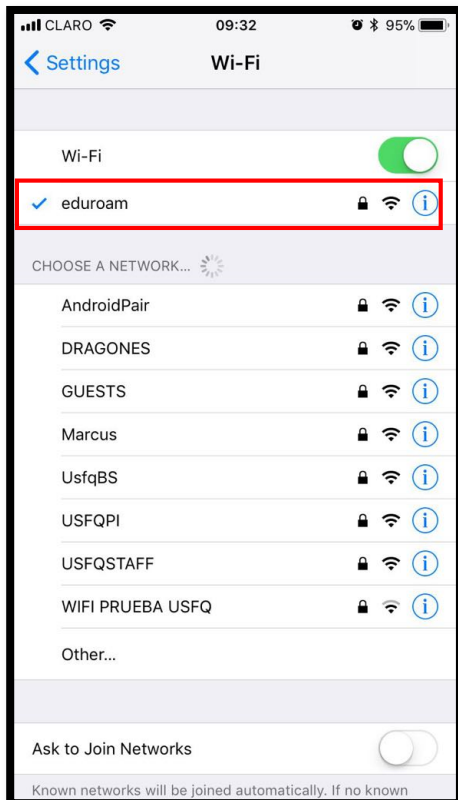 CLARO 09:32 95%
Settings Wi-Fi
Wi-Fi
eduroam
CHOOSE A NETWORK...
AndroidPair
DRAGONES
GUESTS
Marcus
UsfqBS
USFQPI
USFQSTAFF
WIFI PRUEBA USFQ
Other...
Ask to Join Networks
Known networks will be joined automatically. If no known